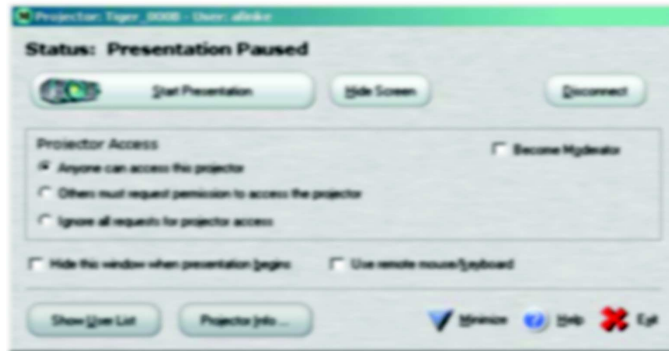 Projector: Tiger_000B - User: alinke
Status: Presentation Paused
Start Presentation
Hide Screen
Disconnect
Projector Access
Become Moderator
Anyone can access this projector
Others must request permission to access the projector
Ignore all requests for projector access
Hide this window when presentation begins
Use remote mouse/keyboard
Show User List
Projector Info ...
Minimize
Help
Exit